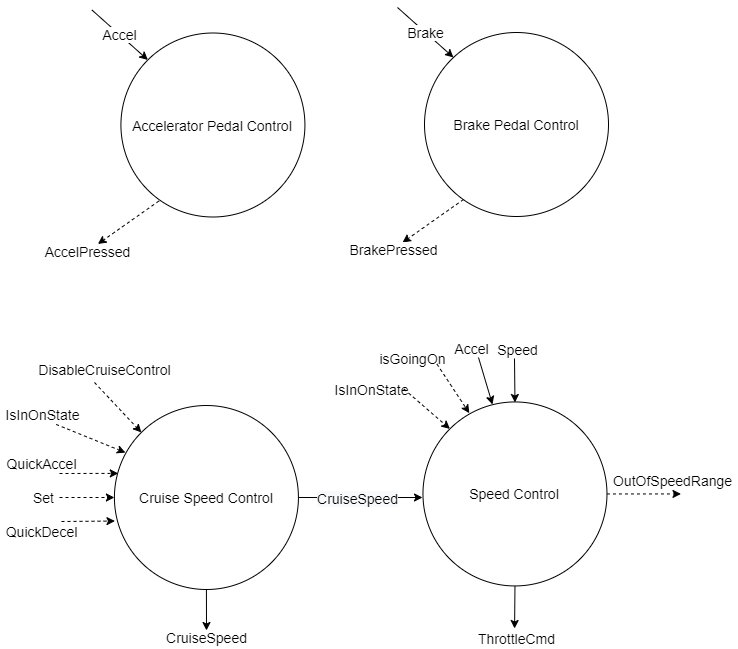 Accel
Brake
Accelerator Pedal Control
Brake Pedal Control
AccelPressed
BrakePressed
DisableCruiseControl
IsInOnState
QuickAccel
Set
QuickDecel
Cruise Speed Control
CruiseSpeed
CruiseSpeed
isGoingOn
Accel
Speed
IsInOnState
Speed Control
OutOfSpeedRange
ThrottleCmd